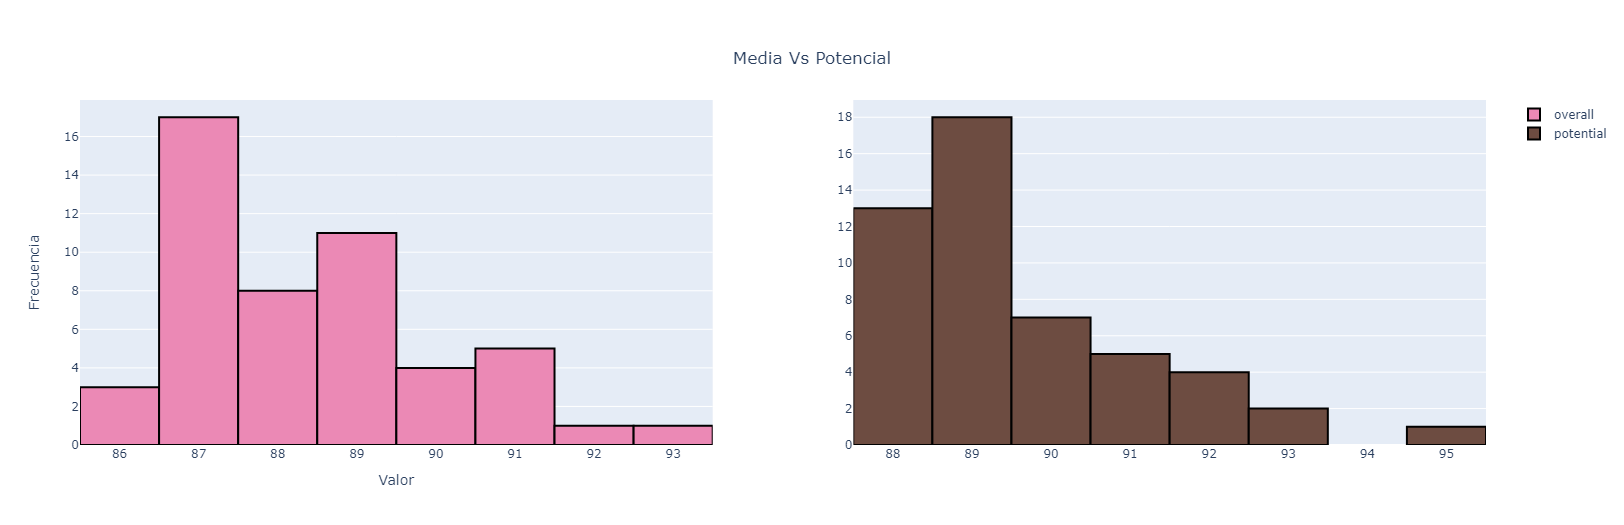 Media Vs Potencial
16
14
12
10
8
6
4
2
0
Frecuencia
86 87 88 89 90 91 92 93
Valor
18
16
14
12
10
8
6
4
2
0
88 89 90 91 92 93 94 95
overall
potential